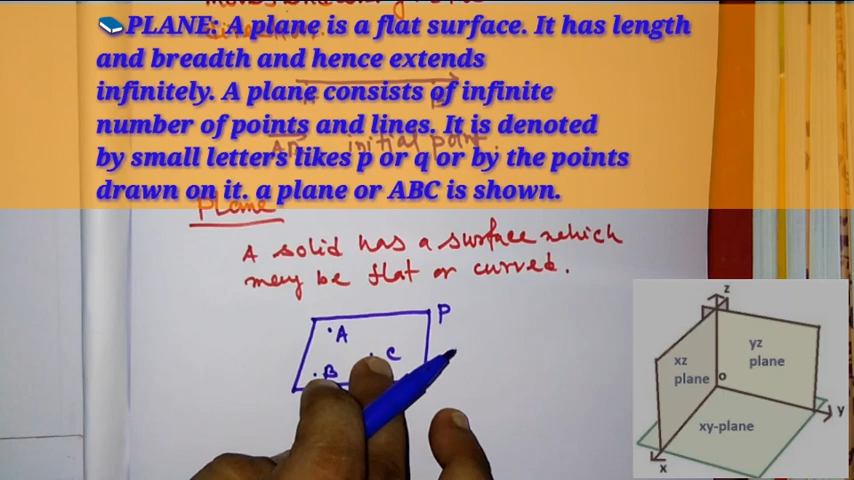 PLANE: A plane is a flat surface. It has length
and breadth and hence extends
infinitely. A plane consists of infinite
number of points and lines. It is denoted
by small letters likes p or q or by the points
drawn on it. a plane or ABC is shown.
initial point.
Plane
A solid has a surface which
may be flat or curved.
P
A
C
B
z
yz
plane
xz
plane
o
y
xy-plane
x